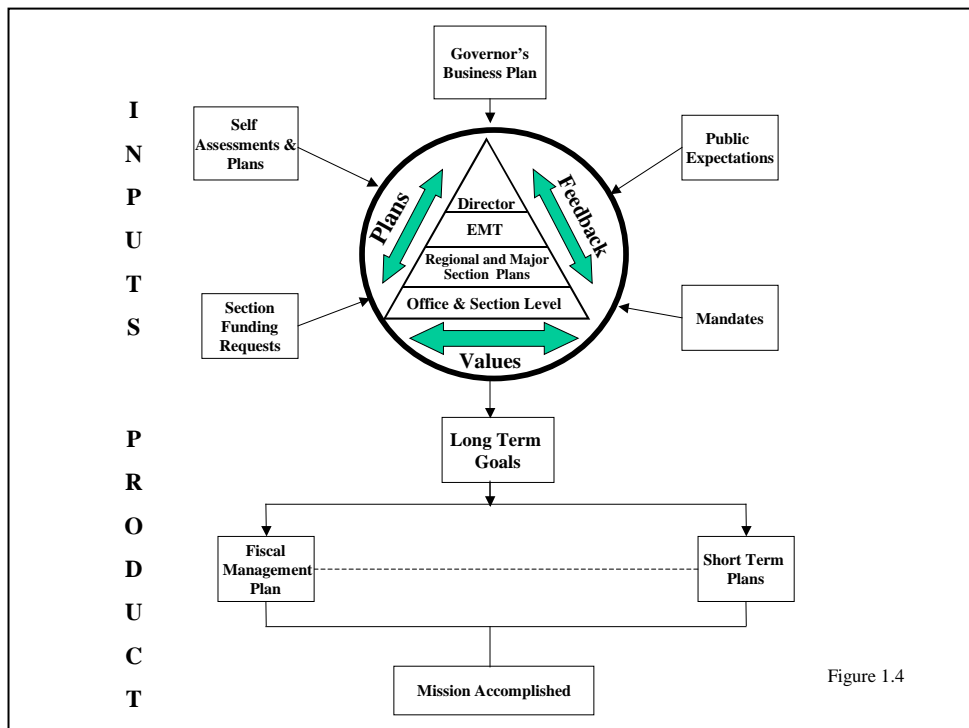 Governor's
Business Plan
I
N
P
U
T
S
Self
Assessments &
Plans
Public
Expectations
Plans
Feedback
Director
EMT
Regional and Major
Section Plans
Office & Section Level
Values
Section
Funding
Requests
Mandates
P
R
O
D
U
C
T
Long Term
Goals
Fiscal
Management
Plan
Short Term
Plans
Mission Accomplished
Figure 1.4